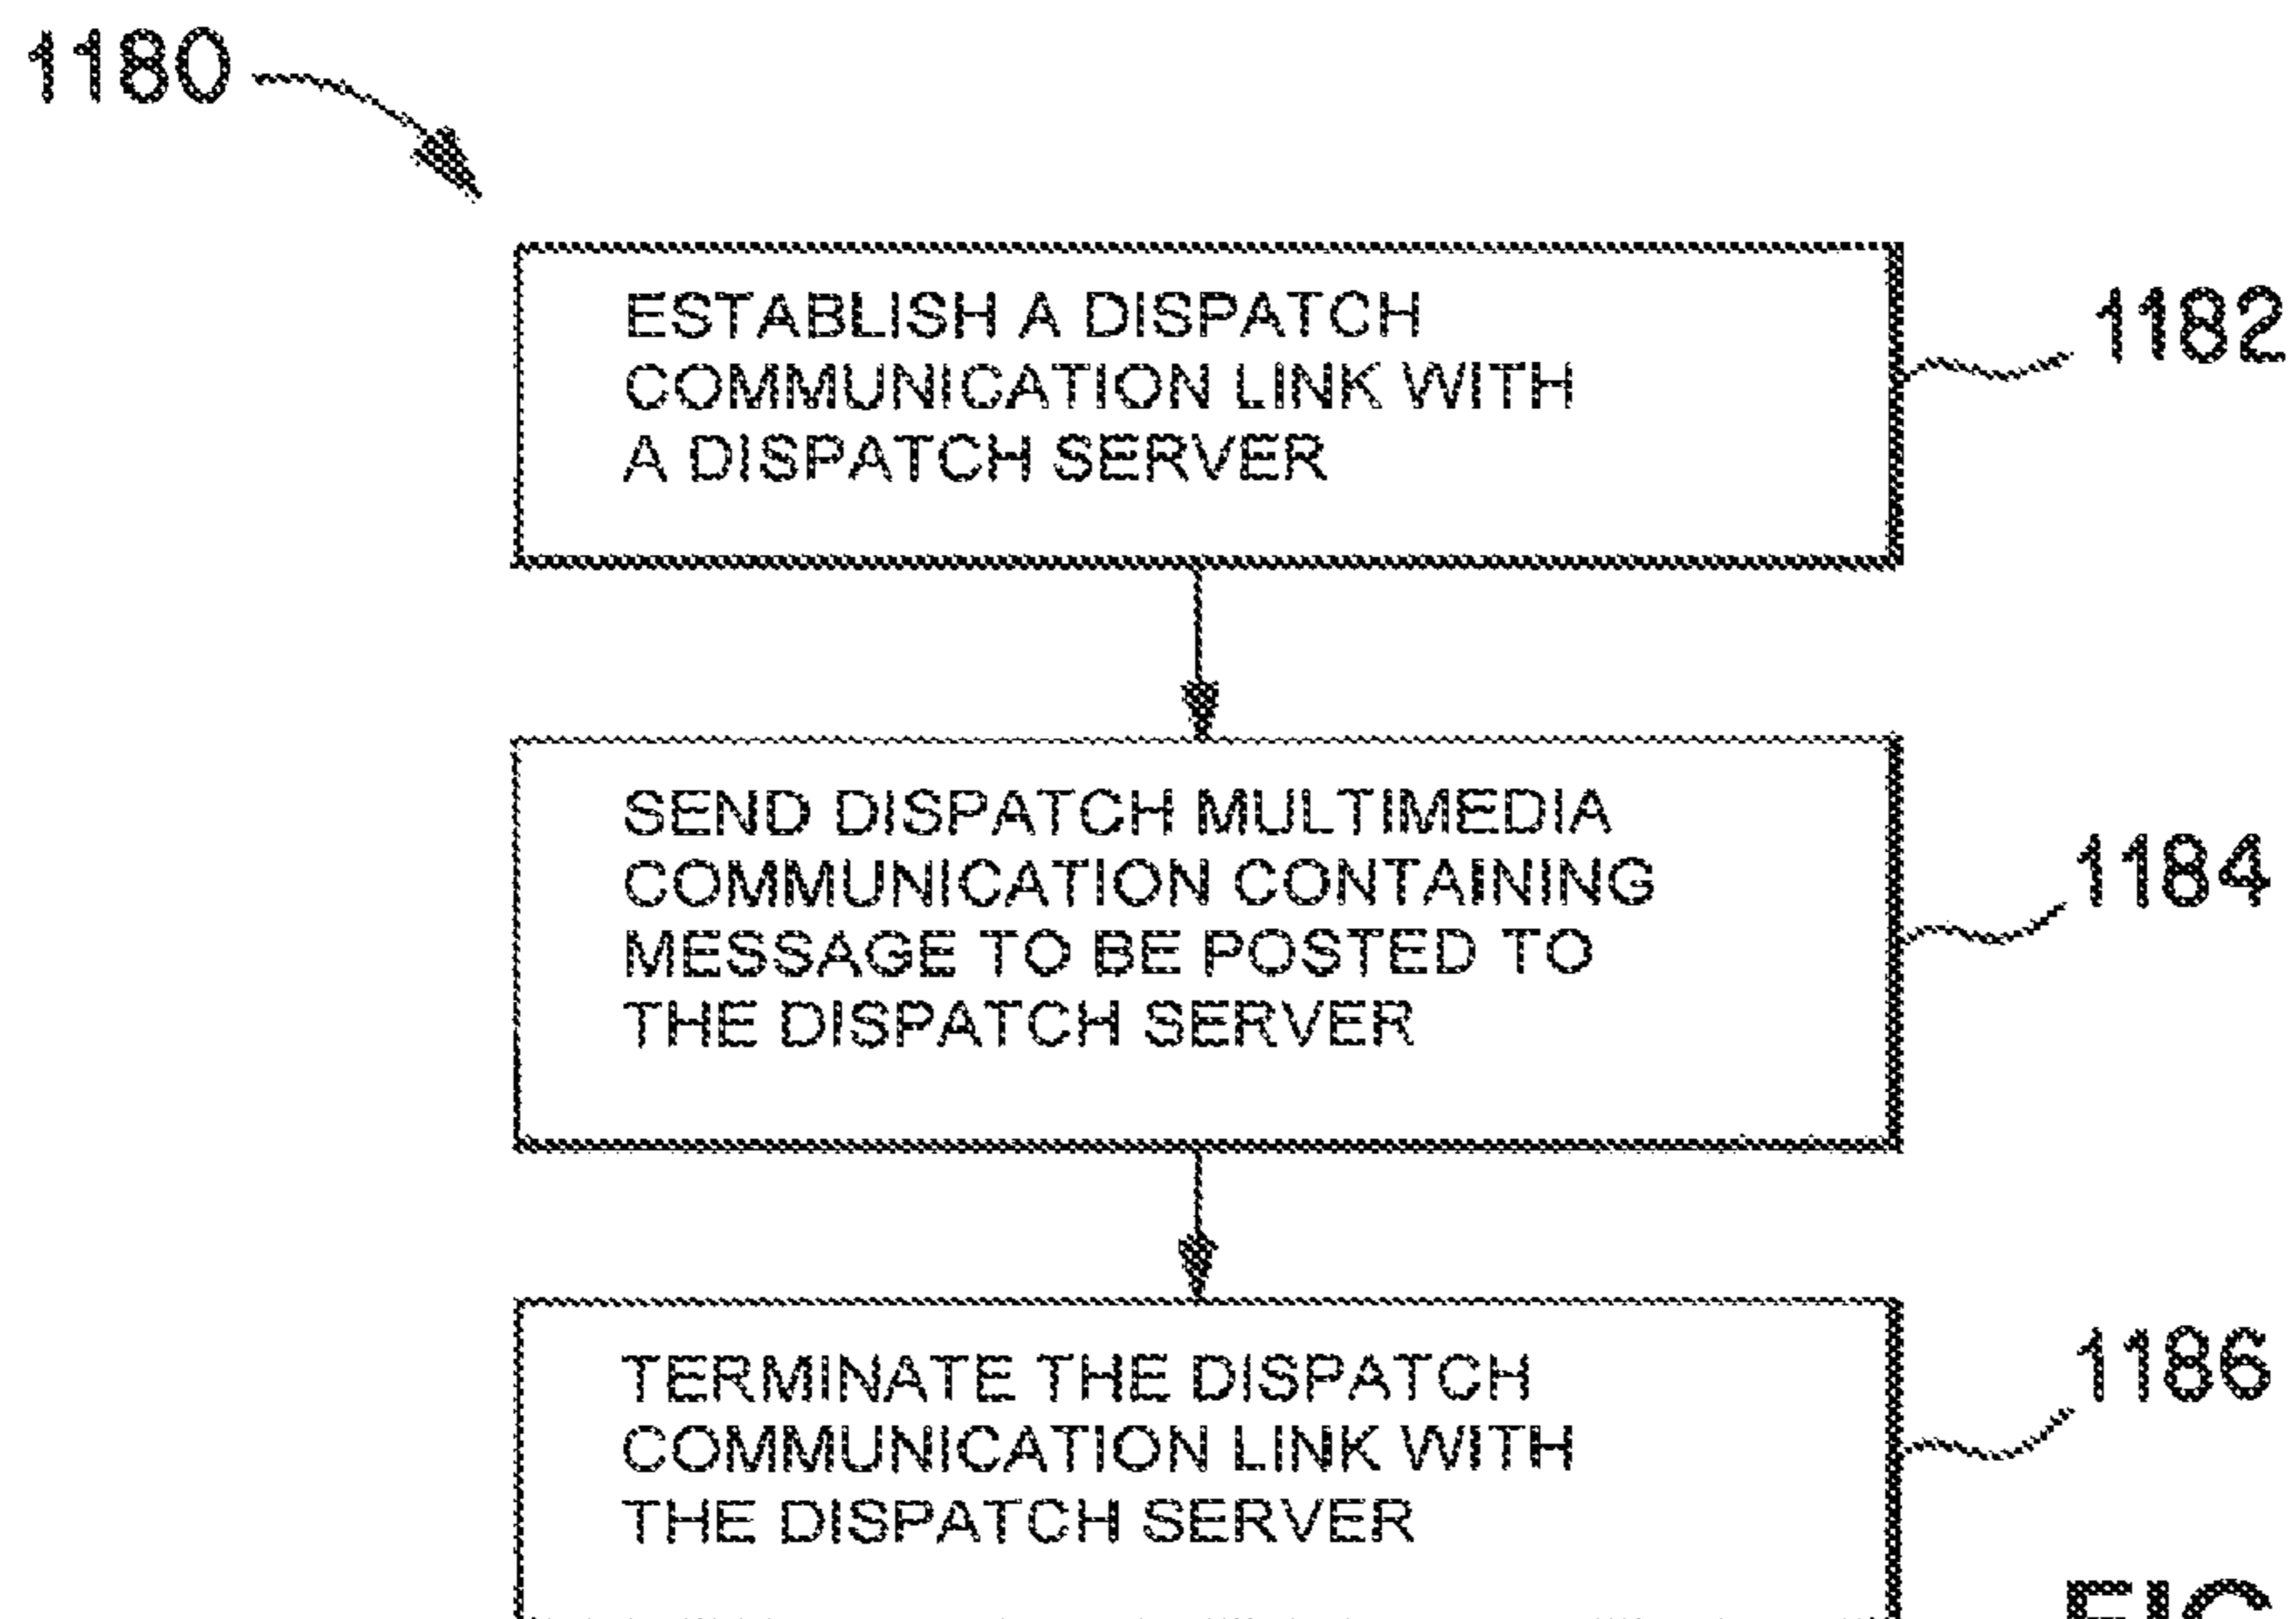 1180
ESTABLISH A DISPATCH
COMMUNICATION LINK WITH
A DISPATCH SERVER
1182
SEND DISPATCH MULTIMEDIA
COMMUNICATION CONTAINING
MESSAGE TO BE POSTED TO
THE DISPATCH SERVER
1184
TERMINATE THE DISPATCH
COMMUNICATION LINK WITH
THE DISPATCH SERVER
1186